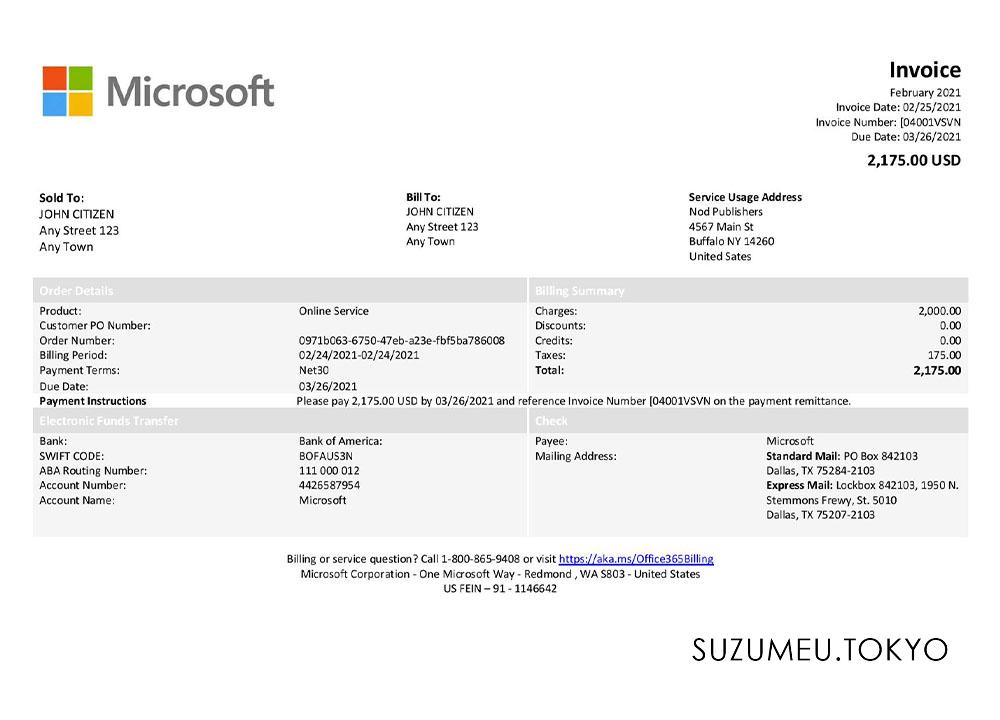 Microsoft
Invoice
February 2021
Invoice Date: 02/25/2021
Invoice Number: [04001VSVN
Due Date: 03/26/2021
2,175.00 USD
Sold To:
JOHN CITIZEN
Any Street 123
Any Town
Bill To:
JOHN CITIZEN
Any Street 123
Any Town
Service Usage Address
Nod Publishers
4567 Main St
Buffalo NY 14260
United Sates
Order Details
Product: Online Service
Customer PO Number:
Order Number: 0971b063-6750-47eb-a23e-fbf5ba786008
Billing Period: 02/24/2021-02/24/2021
Payment Terms: Net30
Due Date: 03/26/2021
Billing Summary
Charges: 2,000.00
Discounts: 0.00
Credits: 0.00
Taxes: 175.00
Total: 2,175.00
Payment Instructions Please pay 2,175.00 USD by 03/26/2021 and reference Invoice Number [04001VSVN on the payment remittance.
Electronic Funds Transfer
Bank: Bank of America:
SWIFT CODE: BOFAUS3N
ABA Routing Number: 111 000 012
Account Number: 4426587954
Account Name: Microsoft
Check
Payee: Microsoft
Mailing Address: Standard Mail: PO Box 842103
Dallas, TX 75284-2103
Express Mail: Lockbox 842103, 1950 N.
Stemmons Frewy, St. 5010
Dallas, TX 75207-2103
Billing or service question? Call 1-800-865-9408 or visit https://aka.ms/Office365Billing
Microsoft Corporation - One Microsoft Way - Redmond , WA S803 - United States
US FEIN – 91 - 1146642
SUZUMEU.TOKYO